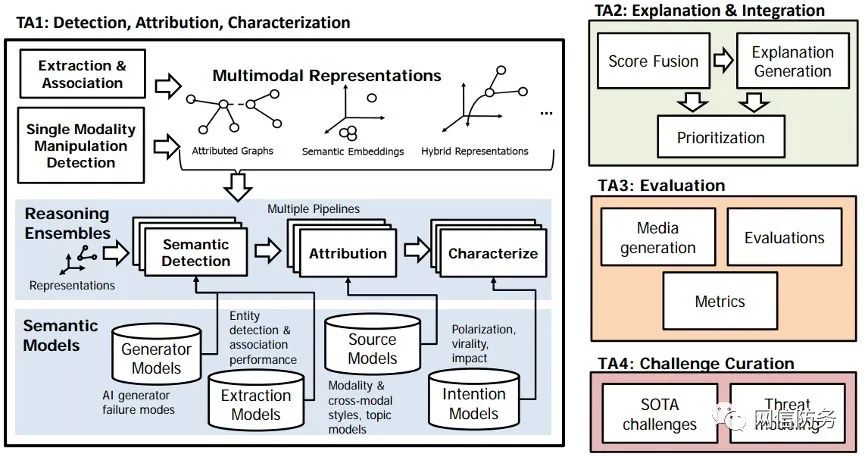 TA1: Detection, Attribution, Characterization
Extraction &
Association
Single Modality
Manipulation
Detection
Multimodal Representations
...
Attributed Graphs
Semantic Embeddings
Hybrid Representations
Reasoning
Ensembles
Multiple Pipelines
Representations
Semantic
Detection
Attribution
Characterize
Semantic
Models
Generator
Models
AI generator
failure modes
Entity
detection &
association
performance
Extraction
Models
Source
Models
Modality &
cross-modal
styles, topic
models
Polarization,
virality,
impact
Intention
Models
TA2: Explanation & Integration
Score Fusion
Explanation
Generation
Prioritization
TA3: Evaluation
Media
generation
Evaluations
Metrics
TA4: Challenge Curation
SOTA
challenges
Threat
modeling
网信防务